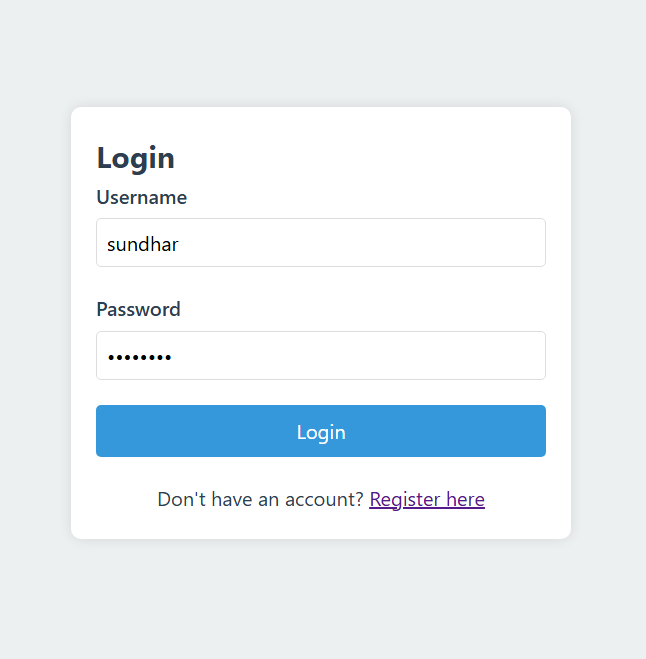 Login
Username
sundhar
Password
••••••••
Login
Don't have an account? Register here